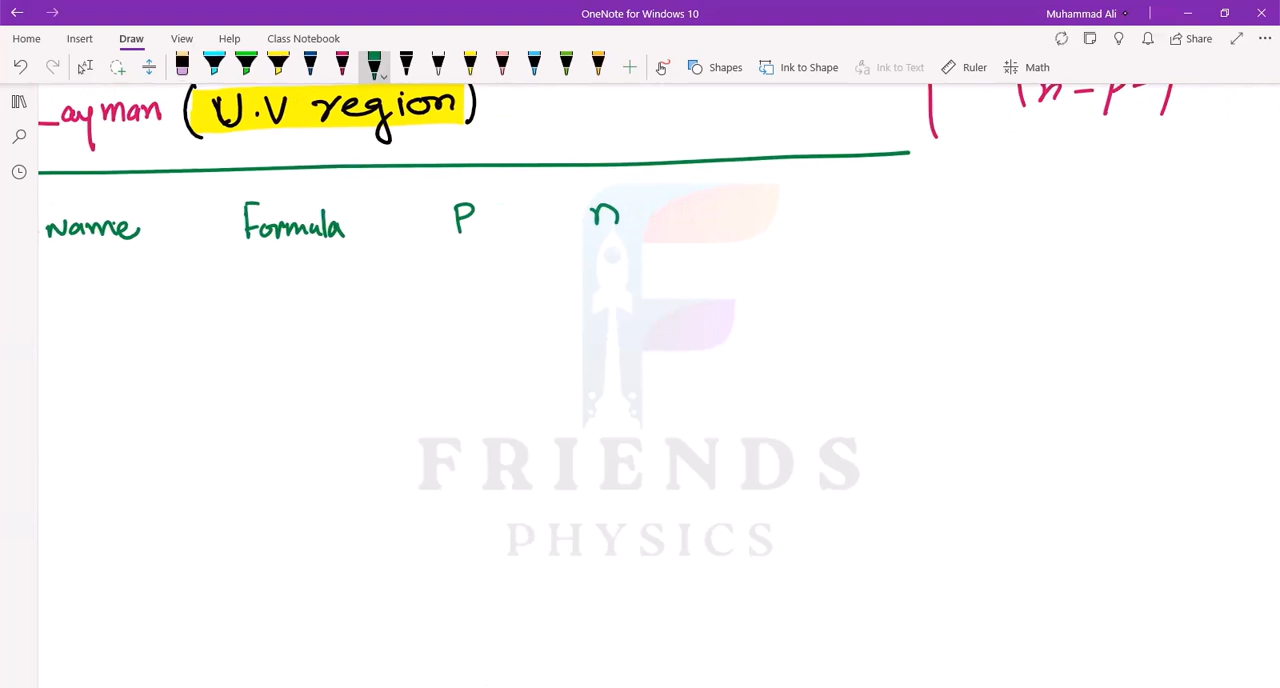 OneNote for Windows 10
Muhammad Ali
Home Insert Draw View Help Class Notebook
Share
Shapes Ink to Shape Ink to Text Ruler Math
ayman (U.V region)
Name Formula P n
FRIENDS
PHYSICS